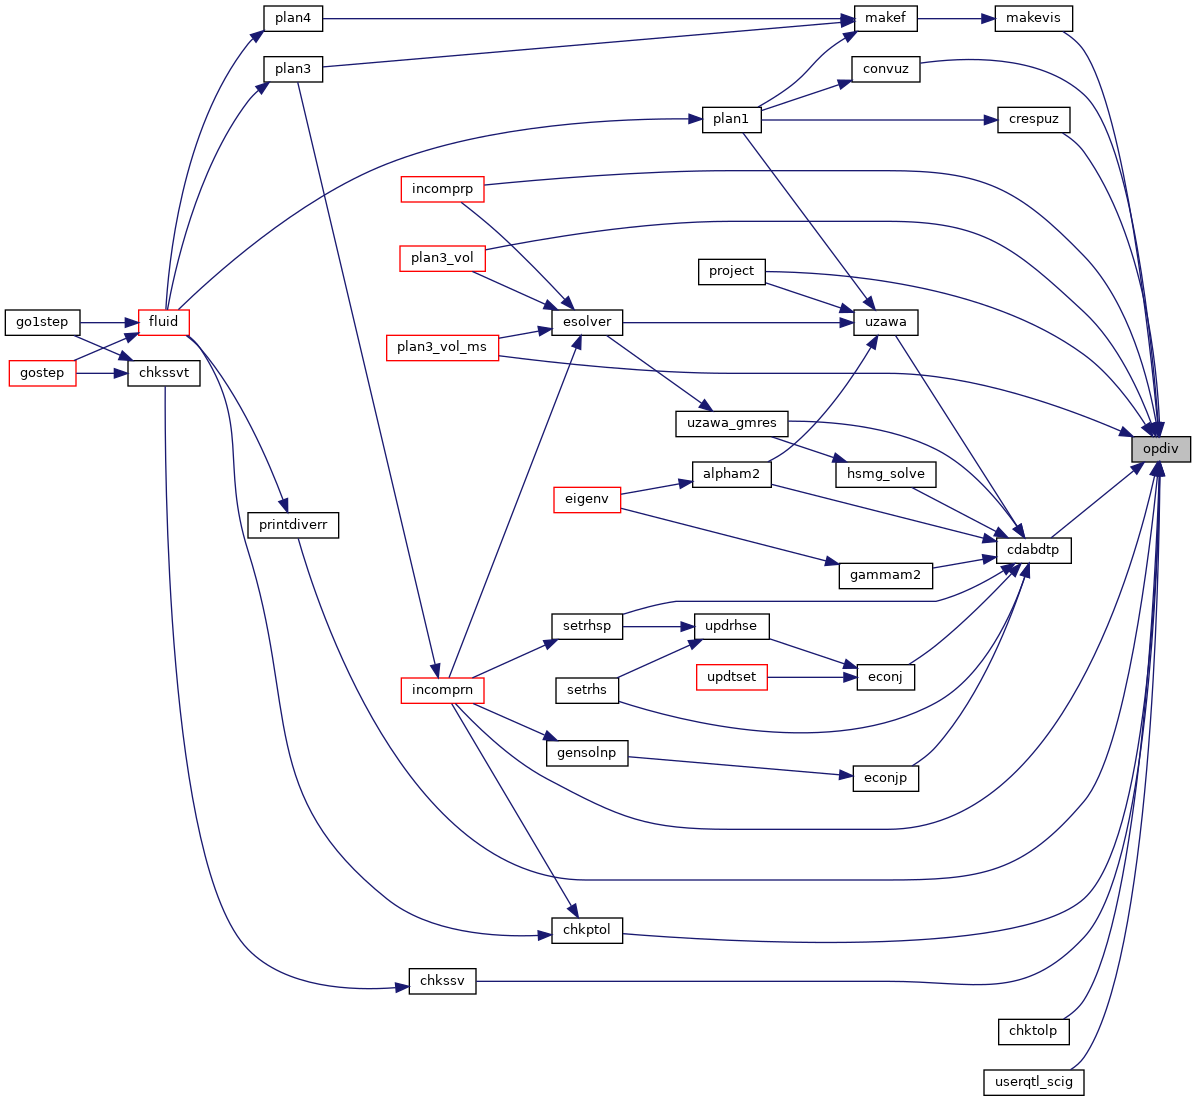 plan4
makef
makevis
plan3
convuz
plan1
crespuz
incomprp
plan3_vol
project
go1step
fluid
esolver
uzawa
plan3_vol_ms
gostep
chkssvt
uzawa_gmres
opdiv
alpham2
hsmg_solve
eigenv
printdiverr
cdabdtp
gammam2
setrhsp
updrhse
incomprn
setrhs
updtset
econj
gensolnp
econjp
chkptol
chkssv
chktolp
userqtl_scig